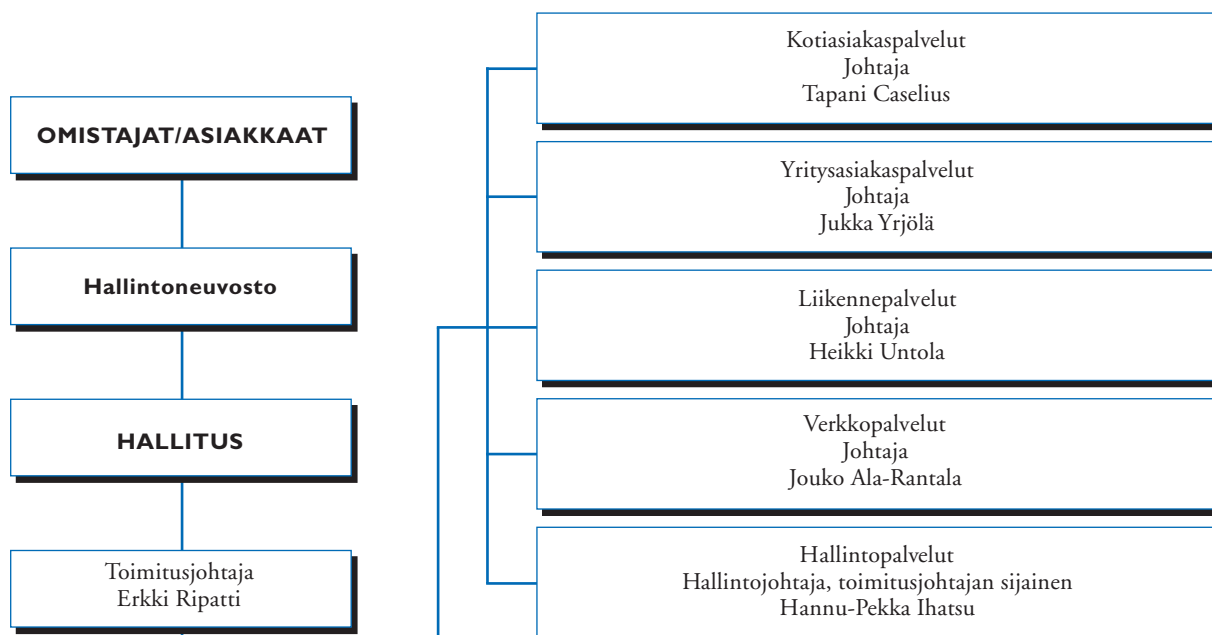 OMISTAJAT/ASIAKKAAT
Hallintoneuvosto
HALLITUS
Toimitusjohtaja
Erkki Ripatti
Kotiasiakaspalvelut
Johtaja
Tapani Caselius
Yritysasiakaspalvelut
Johtaja
Jukka Yrjölä
Liikennepalvelut
Johtaja
Heikki Untola
Verkkopalvelut
Johtaja
Jouko Ala-Rantala
Hallintopalvelut
Hallintojohtaja, toimitusjohtajan sijainen
Hannu-Pekka Ihatsu